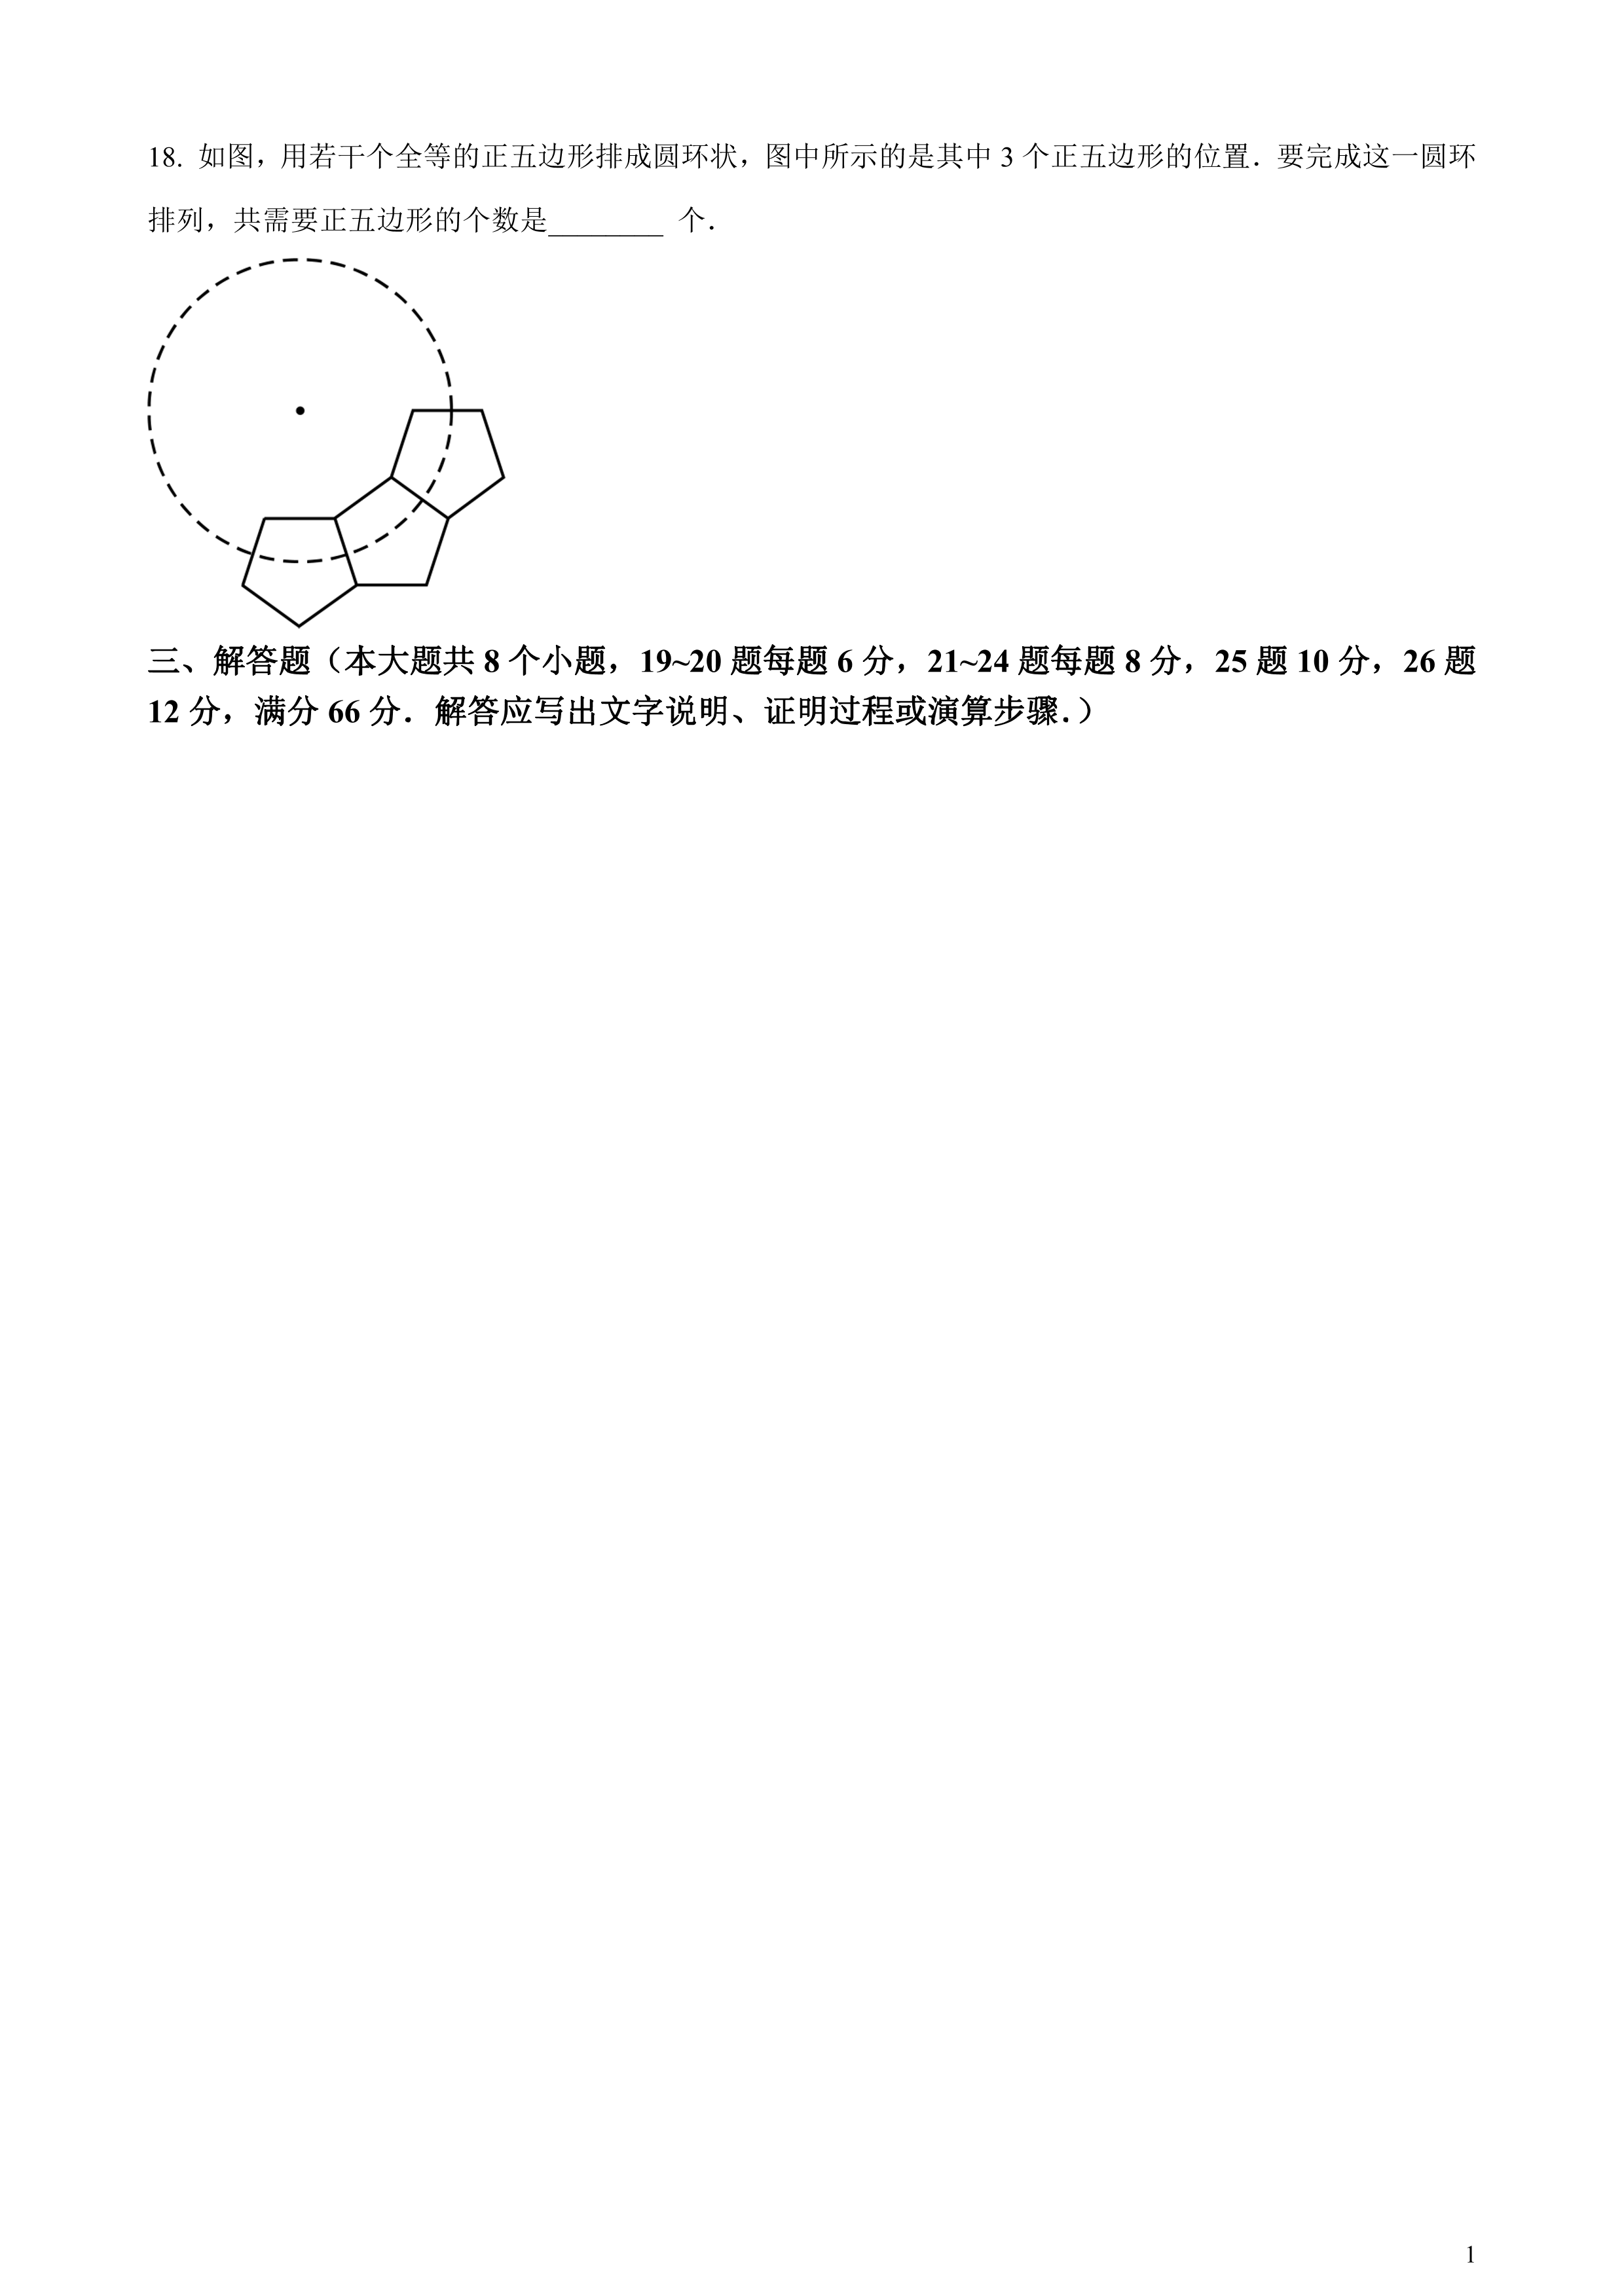 18. 如图，用若干个全等的正五边形排成圆环状，图中所示的是其中 3 个正五边形的位置．要完成这一圆环
排列，共需要正五边形的个数是________ 个．
三、解答题（本大题共 8 个小题，19~20 题每题 6 分，21~24 题每题 8 分，25 题 10 分，26 题
12 分，满分 66 分．解答应写出文字说明、证明过程或演算步骤．）
1